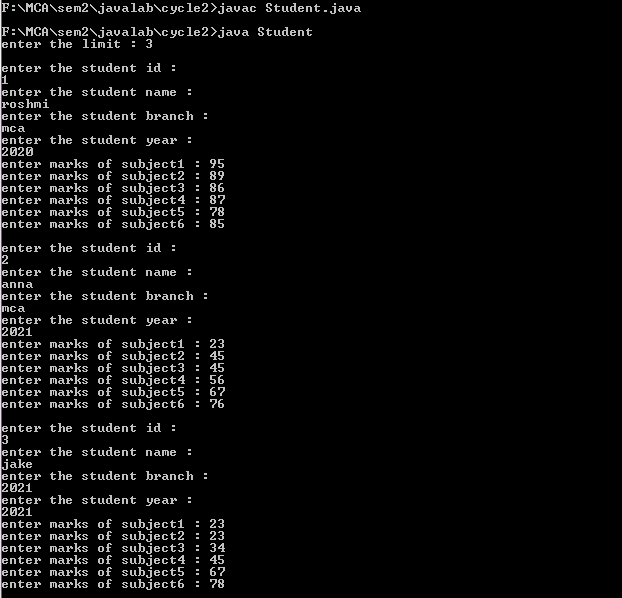 F:\MCA\sem2\javalab\cycle2>javac Student.java
F:\MCA\sem2\javalab\cycle2>java Student
enter the limit : 3
enter the student id :
1
enter the student name :
roshmi
enter the student branch :
mca
enter the student year :
2020
enter marks of subject1 : 95
enter marks of subject2 : 89
enter marks of subject3 : 86
enter marks of subject4 : 87
enter marks of subject5 : 78
enter marks of subject6 : 85
enter the student id :
2
enter the student name :
anna
enter the student branch :
mca
enter the student year :
2021
enter marks of subject1 : 23
enter marks of subject2 : 45
enter marks of subject3 : 45
enter marks of subject4 : 56
enter marks of subject5 : 67
enter marks of subject6 : 76
enter the student id :
3
enter the student name :
jake
enter the student branch :
2021
enter the student year :
2021
enter marks of subject1 : 23
enter marks of subject2 : 23
enter marks of subject3 : 34
enter marks of subject4 : 45
enter marks of subject5 : 67
enter marks of subject6 : 78